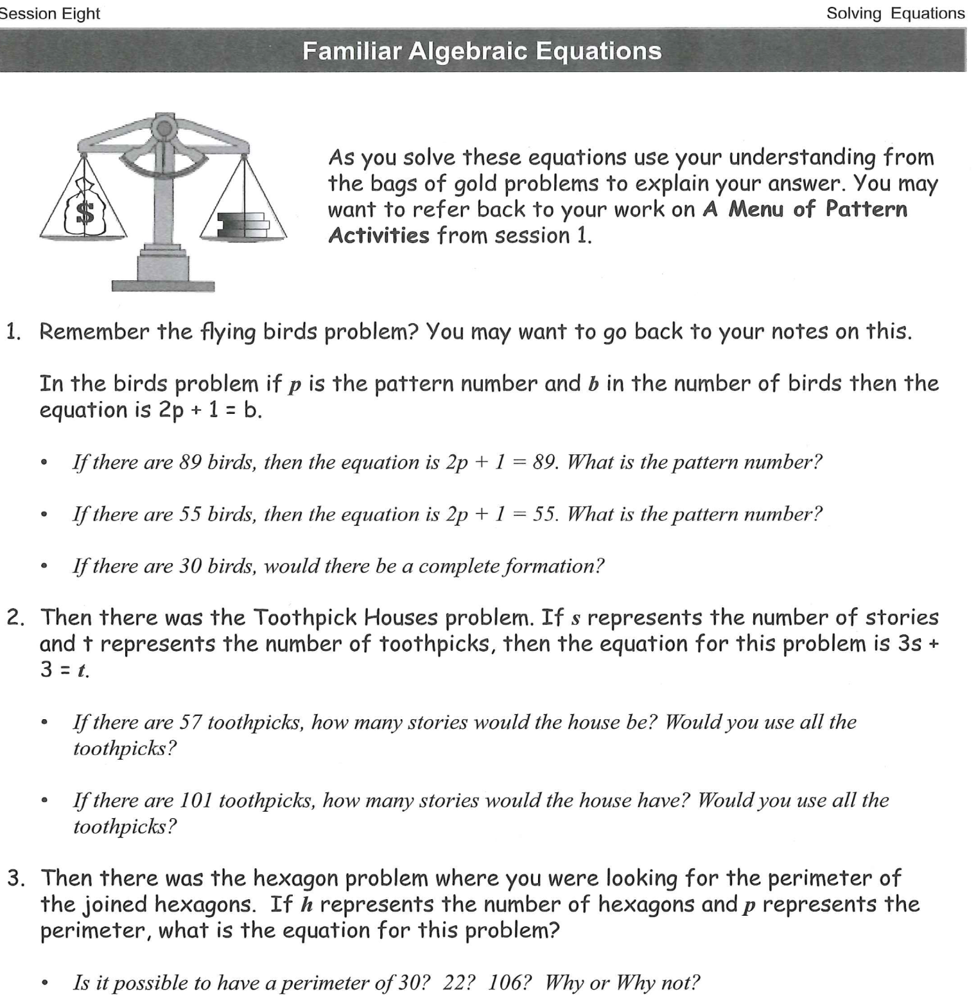 Session Eight
Solving Equations
Familiar Algebraic Equations
$
As you solve these equations use your understanding from
the bags of gold problems to explain your answer. You may
want to refer back to your work on A Menu of Pattern
Activities from session 1.
1. Remember the flying birds problem? You may want to go back to your notes on this.
In the birds problem if p is the pattern number and b in the number of birds then the
equation is 2p + 1 = b.
• If there are 89 birds, then the equation is 2p + 1 = 89. What is the pattern number?
• If there are 55 birds, then the equation is 2p + 1 = 55. What is the pattern number?
• If there are 30 birds, would there be a complete formation?
2. Then there was the Toothpick Houses problem. If s represents the number of stories
and t represents the number of toothpicks, then the equation for this problem is 3s +
3 = t.
• If there are 57 toothpicks, how many stories would the house be? Would you use all the
toothpicks?
• If there are 101 toothpicks, how many stories would the house have? Would you use all the
toothpicks?
3. Then there was the hexagon problem where you were looking for the perimeter of
the joined hexagons. If h represents the number of hexagons and p represents the
perimeter, what is the equation for this problem?
• Is it possible to have a perimeter of 30? 22? 106? Why or Why not?